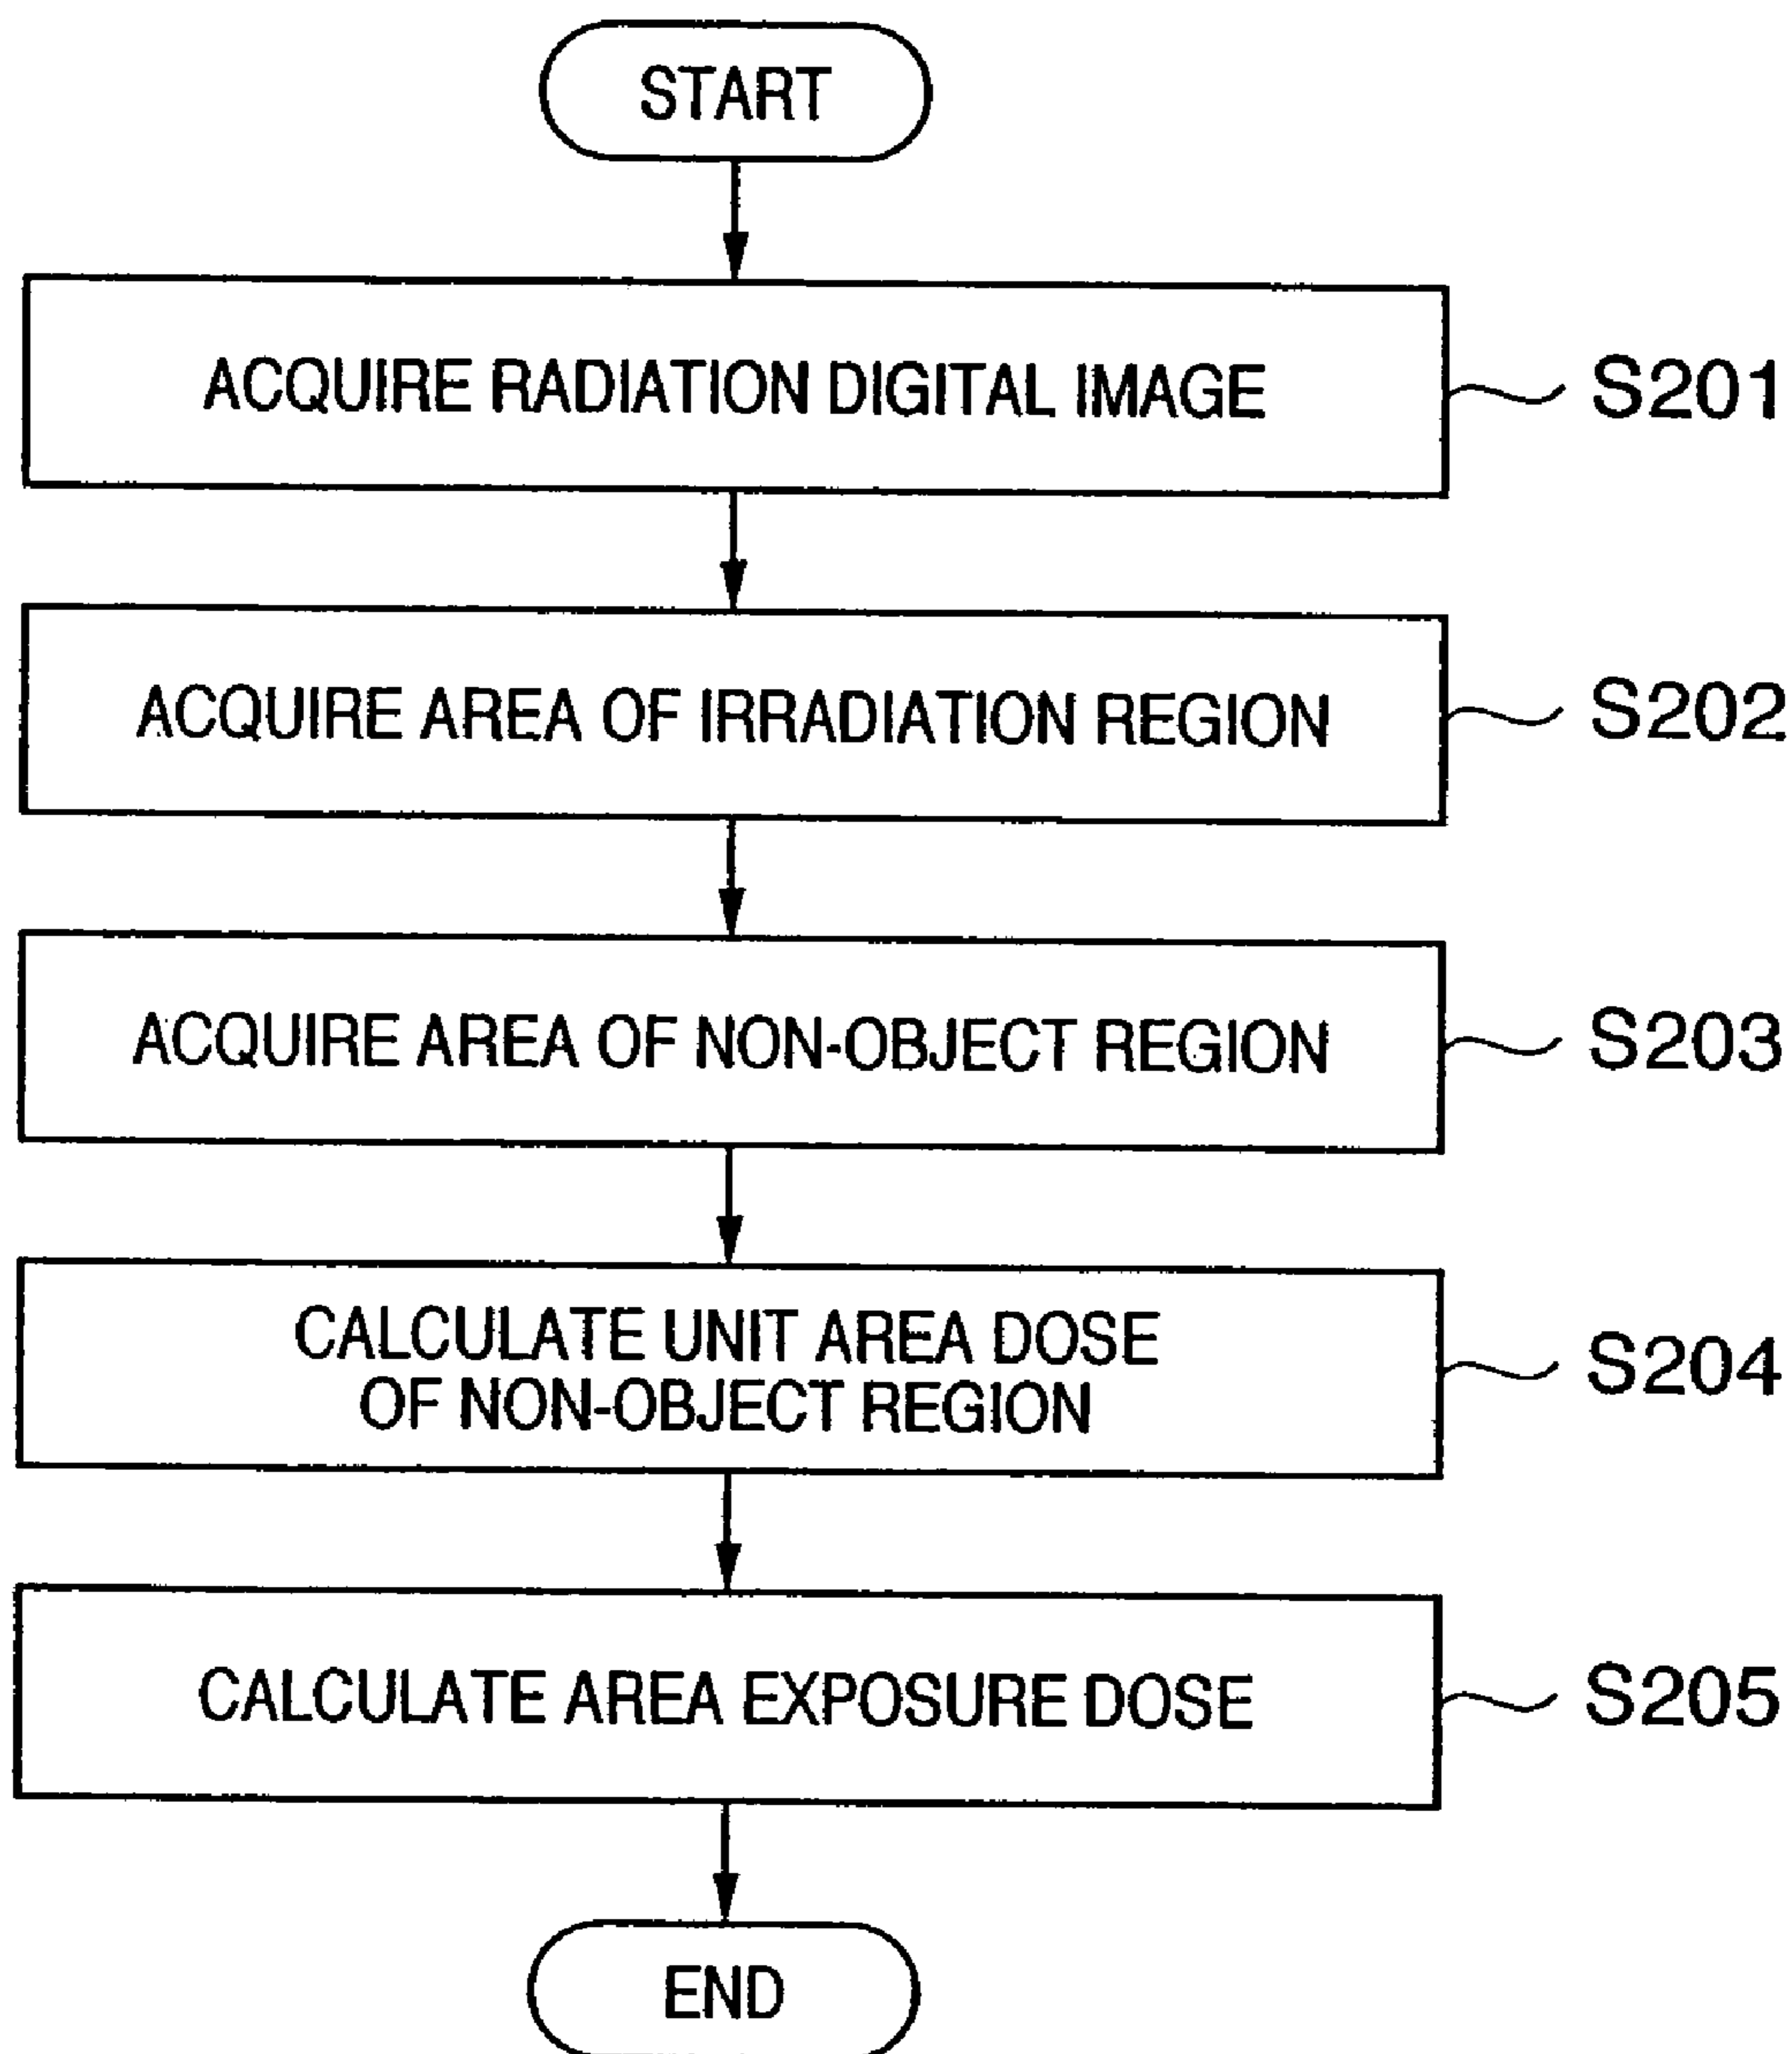 START
ACQUIRE RADIATION DIGITAL IMAGE
S201
ACQUIRE AREA OF IRRADIATION REGION
S202
ACQUIRE AREA OF NON-OBJECT REGION
S203
CALCULATE UNIT AREA DOSE
OF NON-OBJECT REGION
S204
CALCULATE AREA EXPOSURE DOSE
S205
END